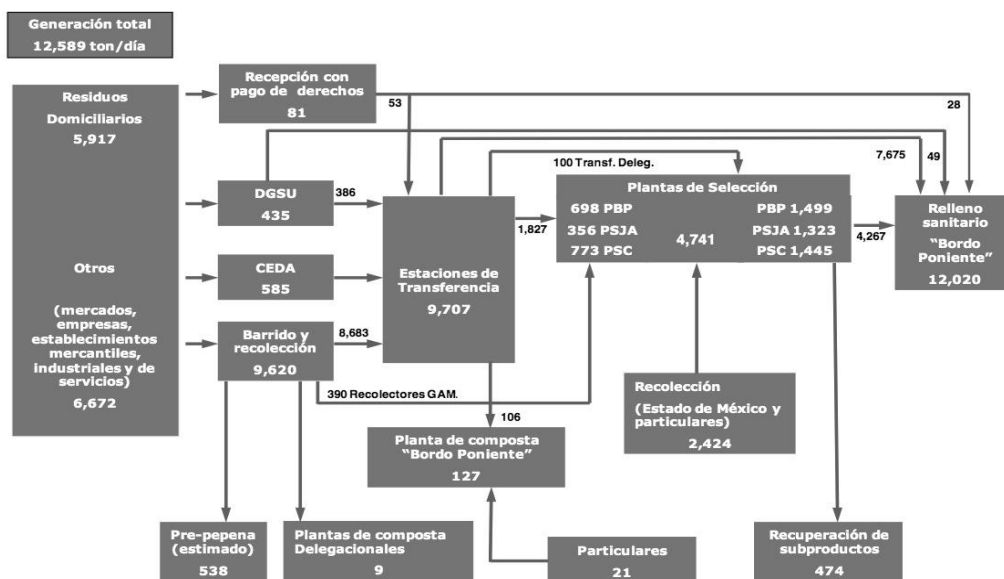 Generación total
12,589 ton/día
Residuos
Domiciliarios
5,917
Otros
(mercados,
empresas,
establecimientos
mercantiles,
industriales y de
servicios)
6,672
Recepción con
pago de derechos
81
53
28
DGSU
435
386
CEDA
585
Barrido y
recolección
9,620
8,683
Estaciones de
Transferencia
9,707
100 Transf. Deleg.
7,675
49
1,827
Plantas de Selección
698 PBP
356 PSJA
773 PSC
4,741
PBP 1,499
PSJA 1,323
PSC 1,445
4,267
Relleno
sanitario
“Bordo
Poniente”
12,020
390 Recolectores GAM.
106
Planta de composta
“Bordo Poniente”
127
Recolección
(Estado de México y
particulares)
2,424
Pre-pepena
(estimado)
538
Plantas de composta
Delegacionales
9
Particulares
21
Recuperación de
subproductos
474